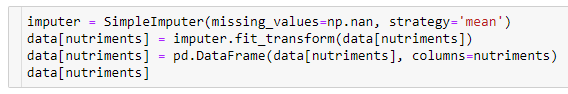 imputer = SimpleImputer(missing_values=np.nan, strategy='mean')
data[nutriments] = imputer.fit_transform(data[nutriments])
data[nutriments] = pd.DataFrame(data[nutriments], columns=nutriments)
data[nutriments]